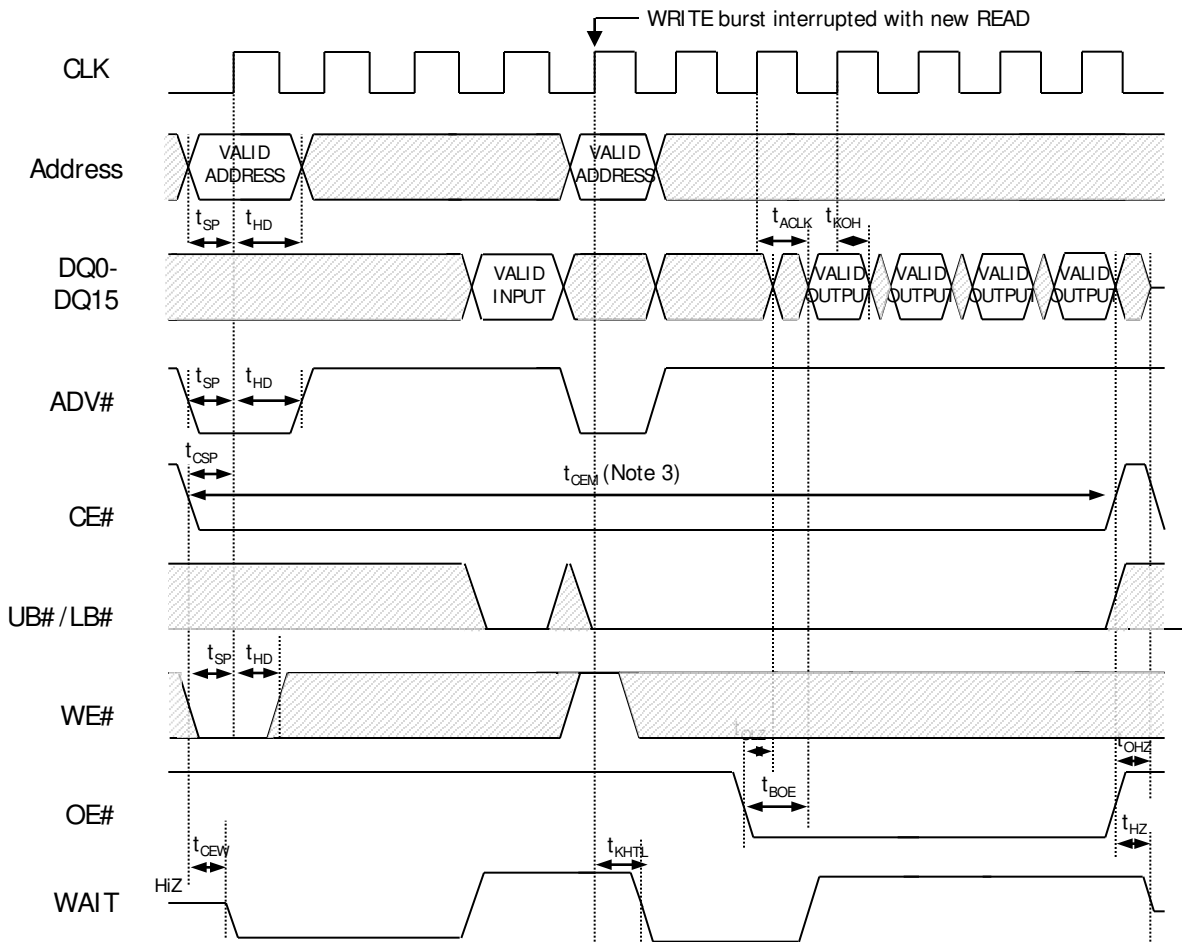 WRITE burst interrupted with new READ
CLK
Address
VALID
ADDRESS
VALID
ADDRESS
tSP
tHD
tACLK
tKOH
DQ0-
DQ15
VALID
INPUT
VALID
OUTPUT
VALID
OUTPUT
VALID
OUTPUT
VALID
OUTPUT
ADV#
tSP
tHD
tCSP
CE#
tCEM (Note 3)
UB# / LB#
tSP
tHD
WE#
tOLZ
tOHZ
OE#
tBOE
tHZ
tCEW
tKHTL
HiZ
WAIT